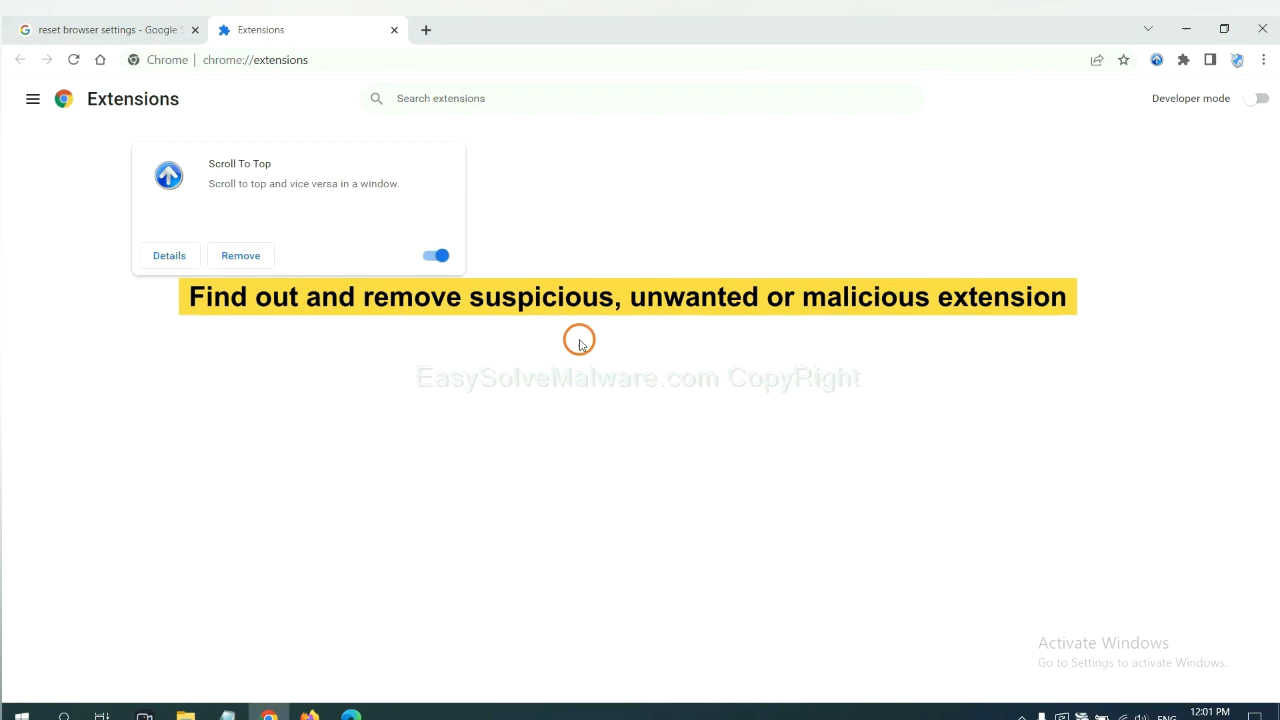 reset browser settings - Google
Extensions
Chrome
chrome://extensions
Extensions
Search extensions
Developer mode
Scroll To Top
Scroll to top and vice versa in a window.
Details
Remove
Find out and remove suspicious, unwanted or malicious extension
EasySolveMalware.com CopyRight
Activate Windows
Go to Settings to activate Windows.
ENG
12:01 PM